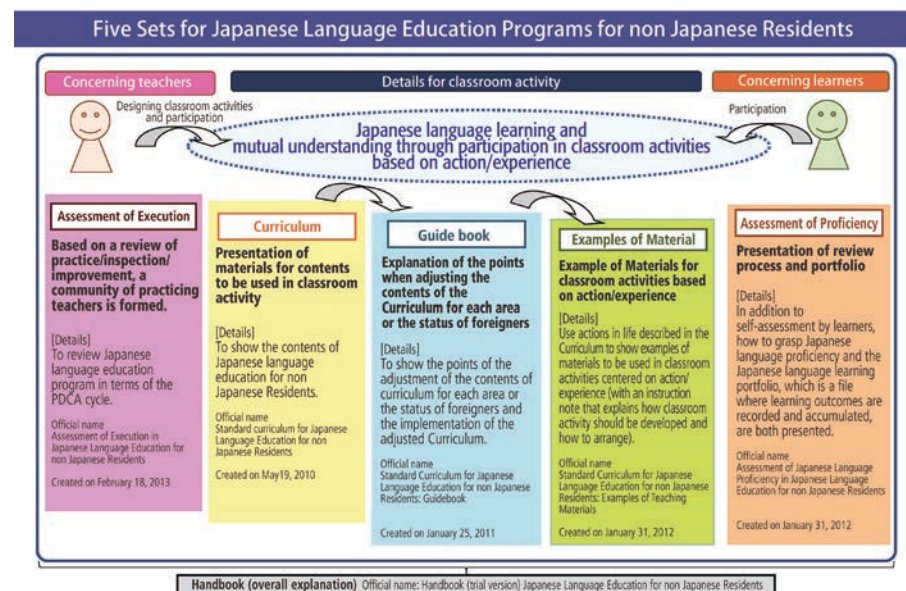 Five Sets for Japanese Language Education Programs for non Japanese Residents
Concerning teachers
Details for classroom activity
Concerning learners
Designing classroom activities
and participation
Participation
Japanese language learning and
mutual understanding through participation in classroom activities
based on action/experience
Assessment of Execution
Based on a review of
practice/inspection/
improvement, a
community of practicing
teachers is formed.
[Details]
To review Japanese
language education
program in terms of the
PDCA cycle.
Official name
Assessment of Execution in
Japanese Language Education for
non Japanese Residents
Created on February 18, 2013
Curriculum
Presentation of
materials for contents
to be used in classroom
activity
[Details]
To show the contents of
Japanese language
education for non
Japanese Residents.
Official name
Standard curriculum for Japanese
Language Education for non
Japanese Residents
Created on May19, 2010
Guide book
Explanation of the points
when adjusting the
contents of the
Curriculum for each area
or the status of foreigners
[Details]
To show the points of the
adjustment of the contents of
curriculum for each area or
the status of foreigners and
the implementation of the
adjusted Curriculum.
Official name
Standard Curriculum for Japanese
Language Education for non Japanese
Residents: Guidebook
Created on January 25, 2011
Examples of Material
Example of Materials for
classroom activities based
on action/experience
[Details]
Use actions in life described in the
Curriculum to show examples of
materials to be used in classroom
activities centered on action/
experience (with an instruction
note that explains how classroom
activity should be developed and
how to arrange).
Official name
Standard Curriculum for Japanese
Language Education for non Japanese
Residents: Examples of Teaching
Materials
Created on January 31, 2012
Assessment of Proficiency
Presentation of review
process and portfolio
[Details]
In addition to
self-assessment by learners,
how to grasp Japanese
language proficiency and the
Japanese language learning
portfolio, which is a file
where learning outcomes are
recorded and accumulated,
are both presented.
Official name
Assessment of Japanese Language
Proficiency in Japanese Language
Education for non Japanese Residents
Created on January 31, 2012
Handbook (overall explanation) Official name: Handbook (trial version) Japanese Language Education for non Japanese Residents